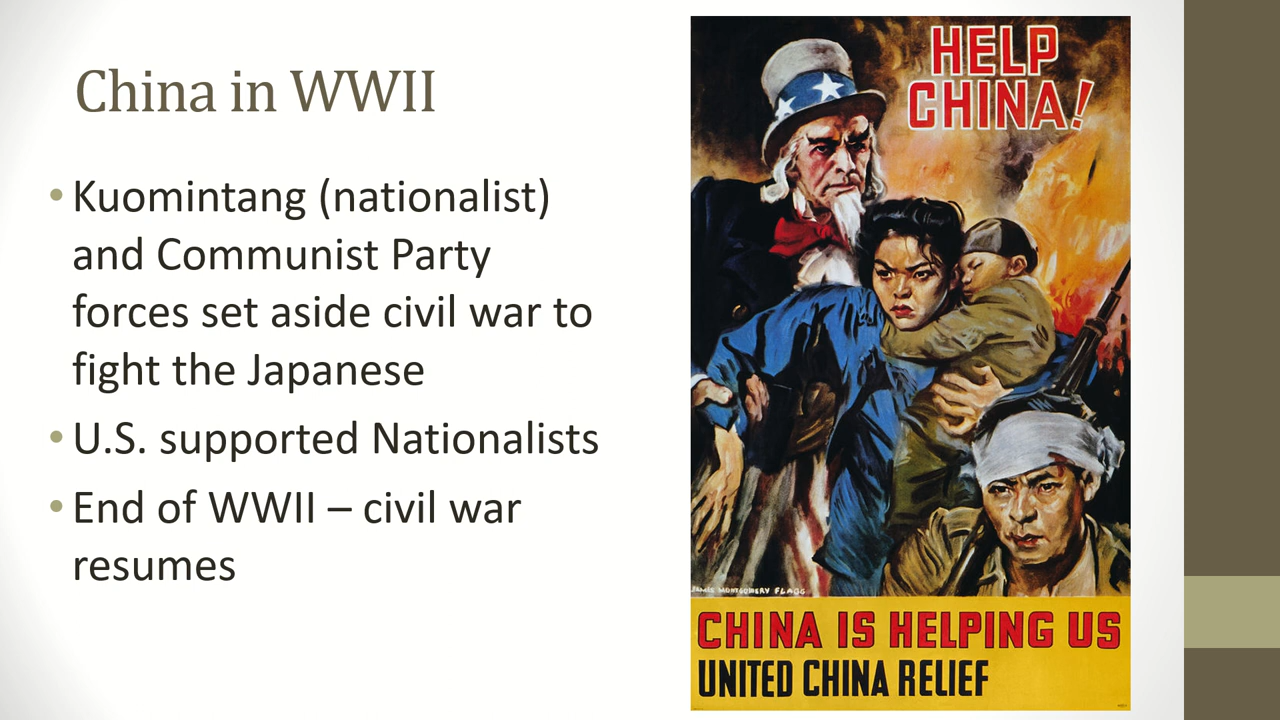 China in WWII
• Kuomintang (nationalist)
and Communist Party
forces set aside civil war to
fight the Japanese
• U.S. supported Nationalists
• End of WWII – civil war
resumes
HELP
CHINA!
JAMES MONTGOMERY FLAGG
CHINA IS HELPING US
UNITED CHINA RELIEF